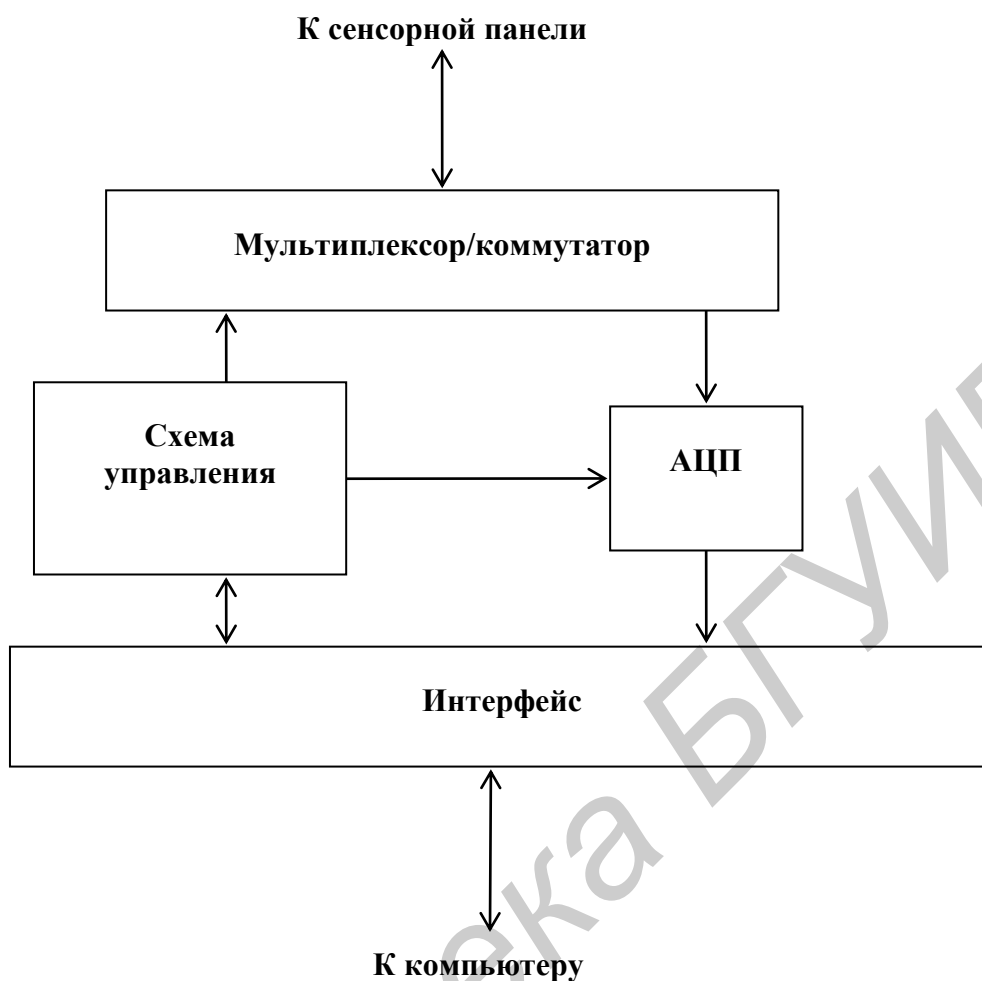 К сенсорной панели
Мультиплексор/коммутатор
Схема
управления
АЦП
Интерфейс
К компьютеру